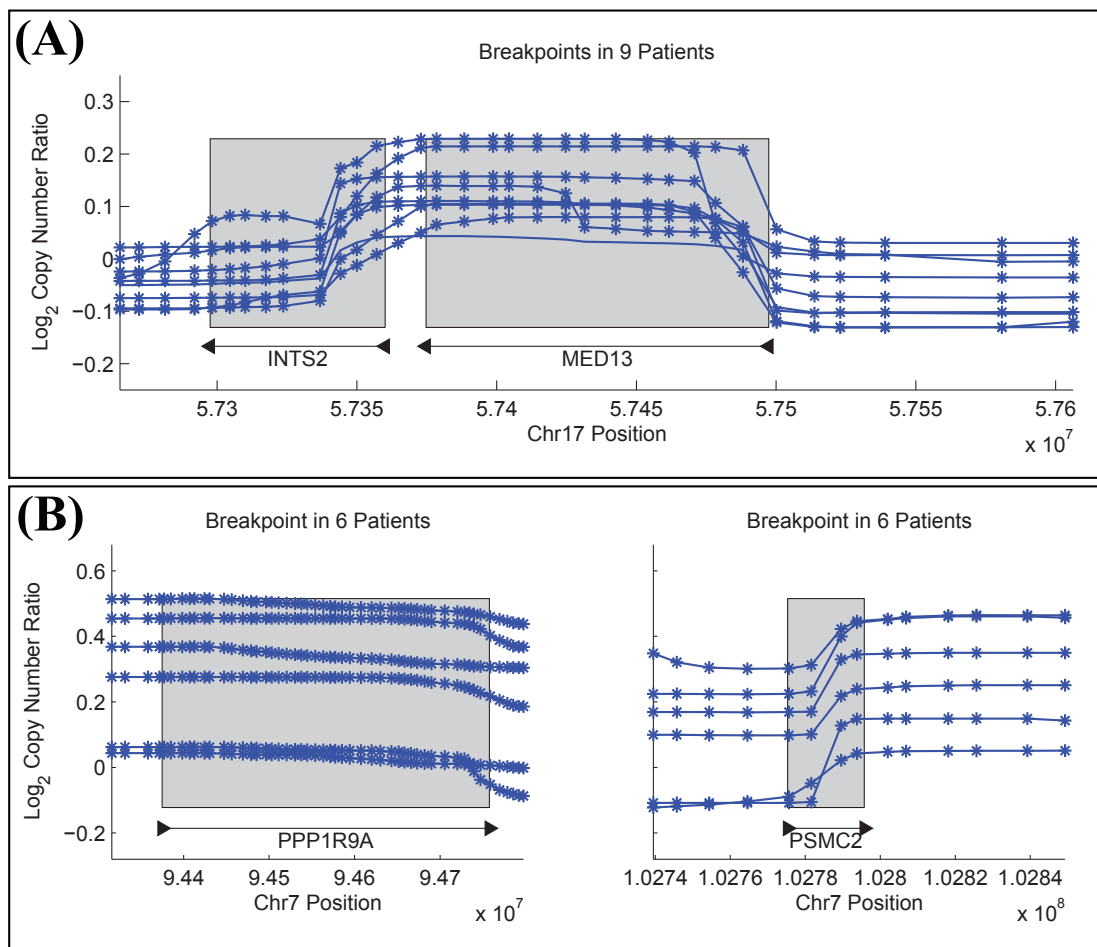 (A)
Breakpoints in 9 Patients
Log2 Copy Number Ratio
0.3
0.2
0.1
0
−0.1
−0.2
INTS2
MED13
5.73 5.735 5.74 5.745 5.75 5.755 5.76
Chr17 Position
x 10^7
(B)
Breakpoint in 6 Patients
Log2 Copy Number Ratio
0.6
0.4
0.2
0
−0.2
PPP1R9A
9.44 9.45 9.46 9.47
Chr7 Position
x 10^7
Breakpoint in 6 Patients
PSMC2
1.0274 1.0276 1.0278 1.028 1.0282 1.0284
Chr7 Position
x 10^8